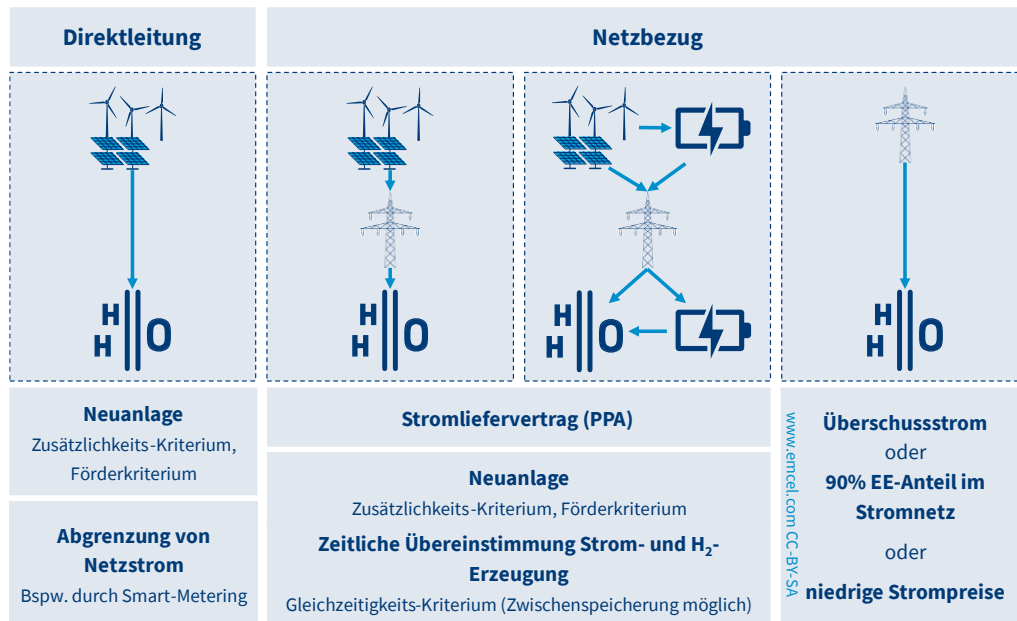 Direktleitung
Netzbezug
H
H
O
H
H
O
H
H
O
H
H
O
Neuanlage
Zusätzlichkeits-Kriterium,
Förderkriterium
Abgrenzung von
Netzstrom
Bspw. durch Smart-Metering
Stromliefervertrag (PPA)
Neuanlage
Zusätzlichkeits-Kriterium, Förderkriterium
Zeitliche Übereinstimmung Strom- und H₂-
Erzeugung
Gleichzeitigkeits-Kriterium (Zwischenspeicherung möglich)
www.emcel.com CC-BY-SA
Überschussstrom
oder
90% EE-Anteil im
Stromnetz
oder
niedrige Strompreise